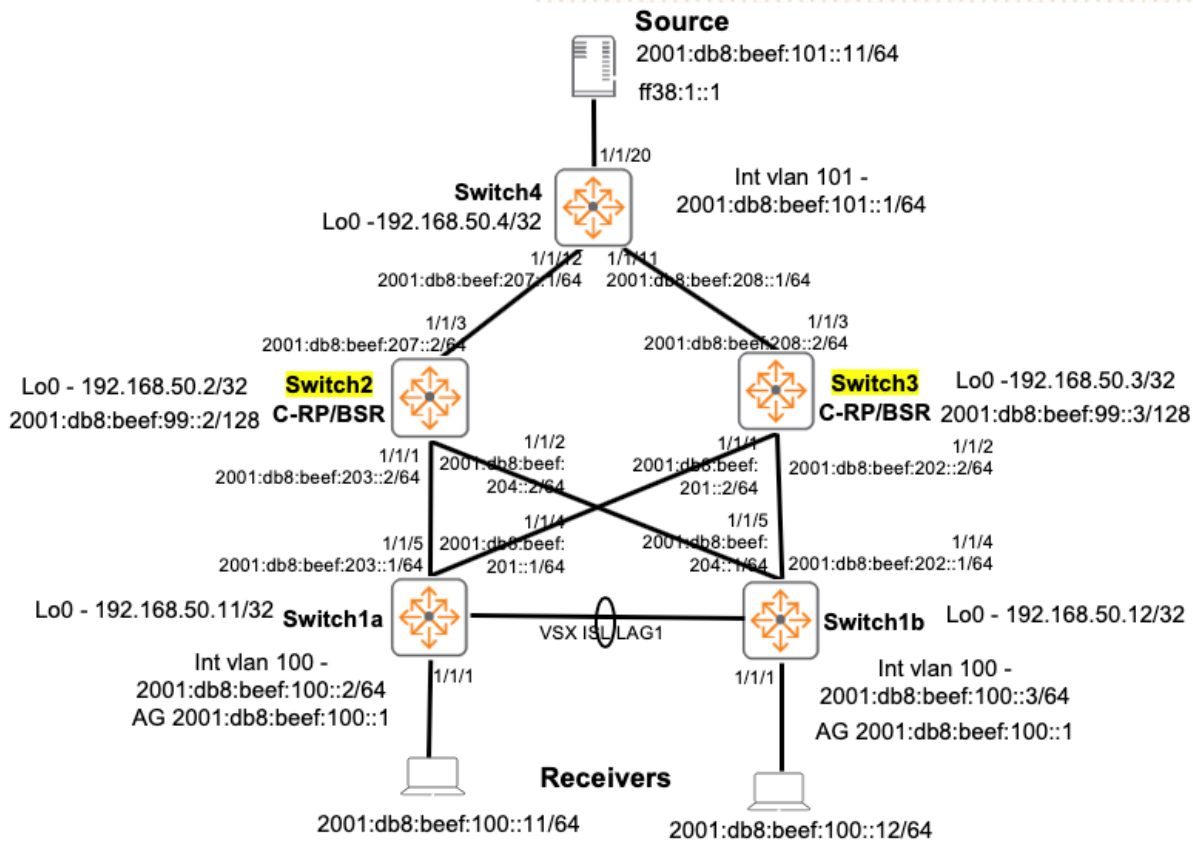 Source
2001:db8:beef:101::11/64
ff38:1::1
1/1/20
Int vlan 101 -
2001:db8:beef:101::1/64
Switch4
Lo0 -192.168.50.4/32
1/1/12
1/1/11
2001:db8:beef:207::1/64
2001:db8:beef:208::1/64
1/1/3
2001:db8:beef:207::2/64
1/1/3
2001:db8:beef:208::2/64
Lo0 - 192.168.50.2/32
2001:db8:beef:99::2/128
Switch2
C-RP/BSR
Switch3
C-RP/BSR
Lo0 -192.168.50.3/32
2001:db8:beef:99::3/128
1/1/1
2001:db8:beef:203::2/64
1/1/2
2001:db8:beef:
204::2/64
1/1/1
2001:db8:beef:
201::2/64
1/1/2
2001:db8:beef:202::2/64
1/1/5
2001:db8:beef:203::1/64
1/1/4
2001:db8:beef:
201::1/64
1/1/5
2001:db8:beef:
204::1/64
1/1/4
2001:db8:beef:202::1/64
Lo0 - 192.168.50.11/32
Switch1a
VSX ISL LAG1
Switch1b
Lo0 - 192.168.50.12/32
Int vlan 100 -
2001:db8:beef:100::2/64
AG 2001:db8:beef:100::1
1/1/1
1/1/1
Int vlan 100 -
2001:db8:beef:100::3/64
AG 2001:db8:beef:100::1
Receivers
2001:db8:beef:100::11/64
2001:db8:beef:100::12/64